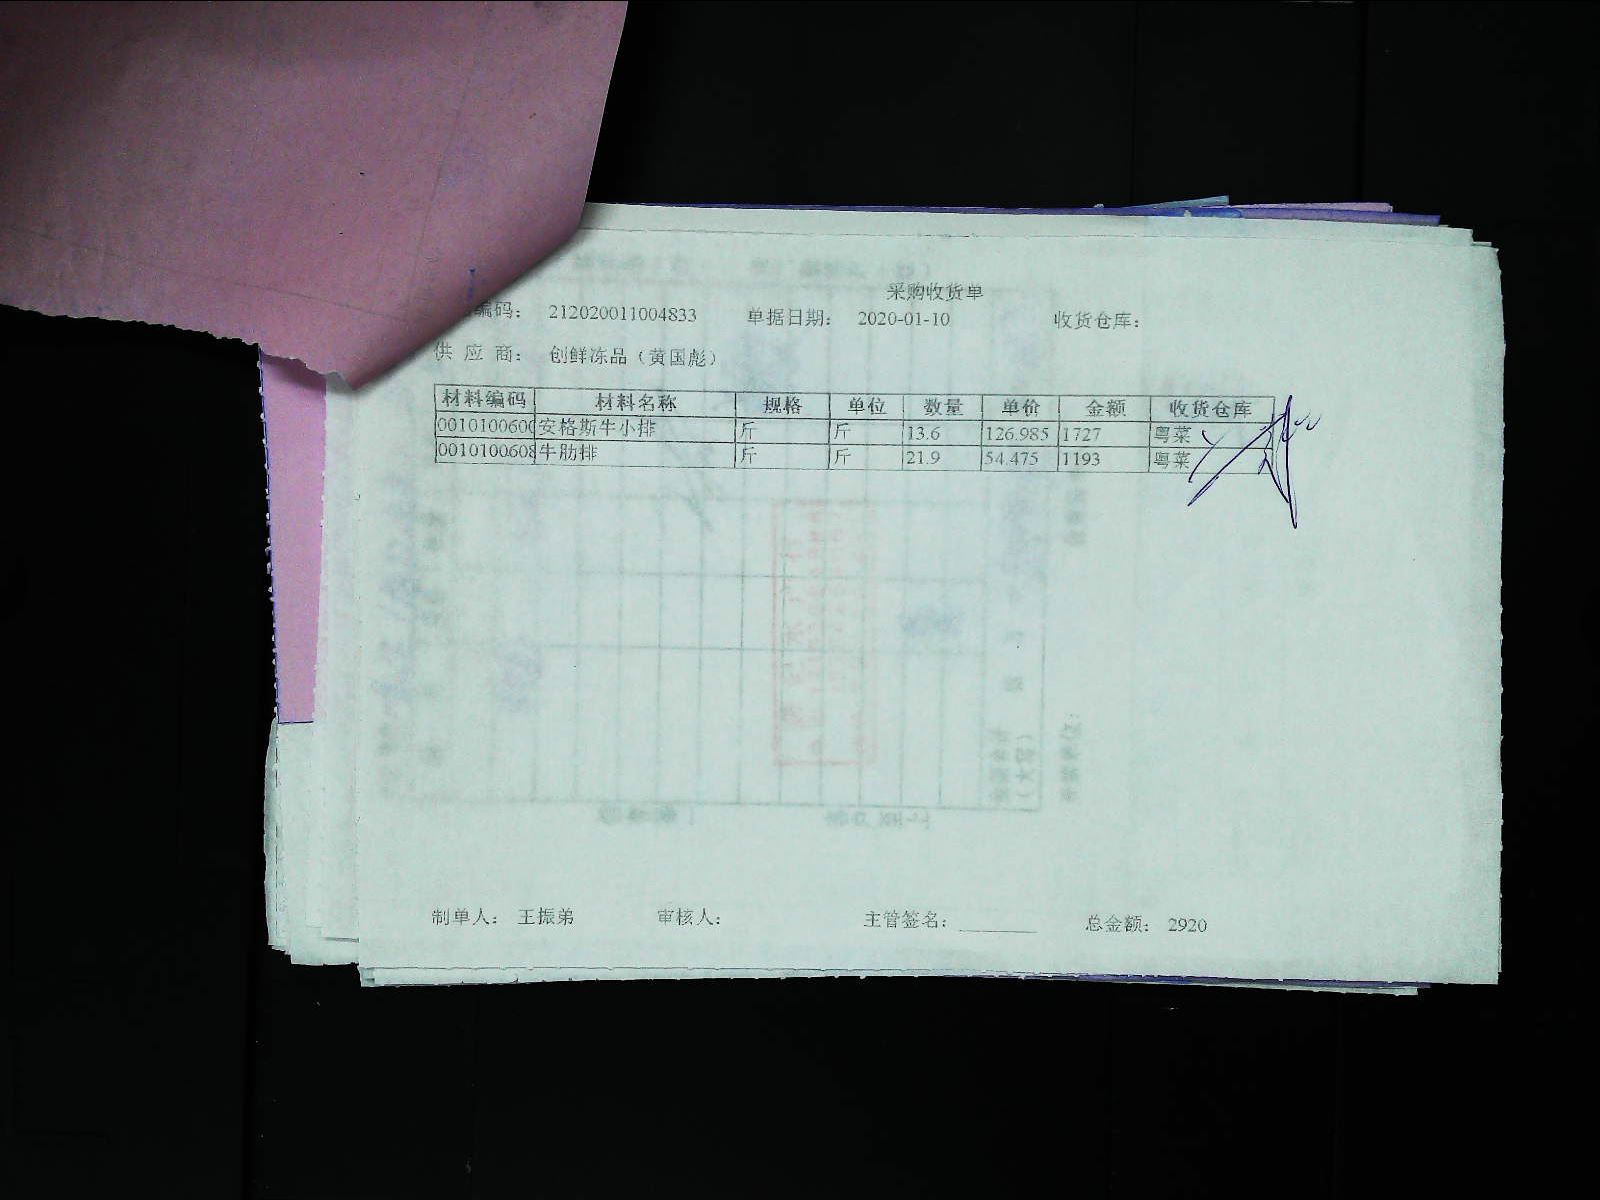 采购收货单
编码： 212020011004833 单据日期： 2020-01-10 收货仓库：
供 应 商： 创鲜冻品（黄国彪）
材料编码 材料名称 规格 单位 数量 单价 金额 收货仓库
0010100600 安格斯牛小排 斤 斤 13.6 126.985 1727 粤菜
0010100608 牛肋排 斤 斤 21.9 54.475 1193 粤菜
制单人： 王振弟 审核人： 主管签名： 总金额： 2920